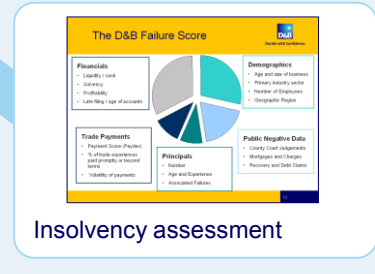 The D&B Failure Score
D&B
Decide with Confidence
Financials
- Liquidity / cash
- Solvency
- Profitability
- Late filing / age of accounts
Demographics
- Age and size of business
- Primary industry sector
- Number of Employees
- Geographic Region
Trade Payments
- Payment Score (Paydex)
- % of trade experiences
paid promptly or beyond
terms
- Volatility of payments
Principals
- Number
- Age and Experience
- Associated Failures
Public Negative Data
- County Court Judgements
- Mortgages and Charges
- Recovery and Debt Claims
Insolvency assessment